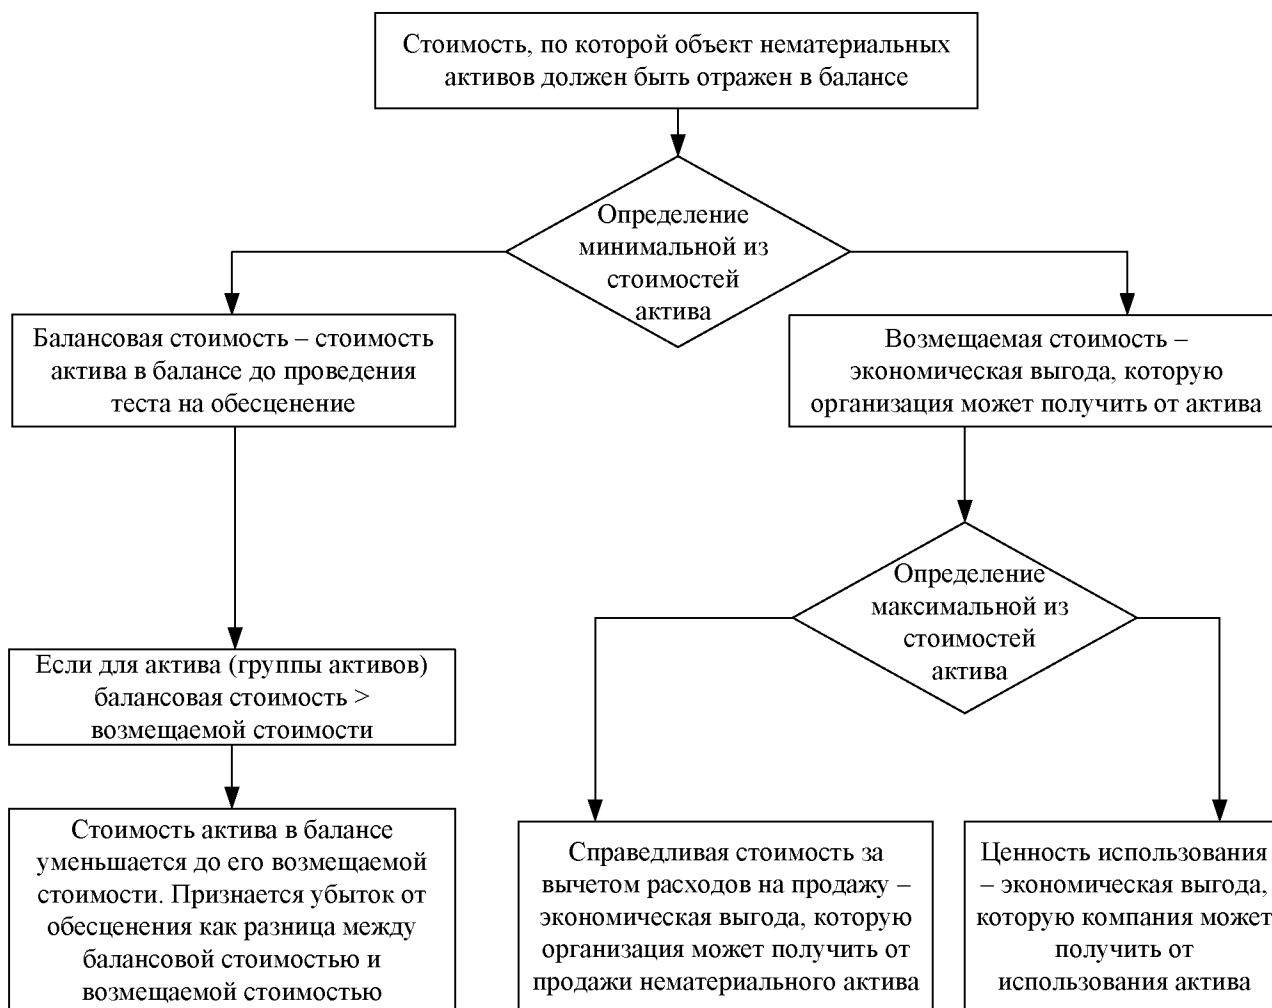 Стоимость, по которой объект нематериальных
активов должен быть отражен в балансе
Определение
минимальной из
стоимостей
актива
Балансовая стоимость – стоимость
актива в балансе до проведения
теста на обесценение
Возмещаемая стоимость –
экономическая выгода, которую
организация может получить от актива
Определение
максимальной из
стоимостей
актива
Если для актива (группы активов)
балансовая стоимость >
возмещаемой стоимости
Стоимость актива в балансе
уменьшается до его возмещаемой
стоимости. Признается убыток от
обесценения как разница между
балансовой стоимостью и
возмещаемой стоимостью
Справедливая стоимость за
вычетом расходов на продажу –
экономическая выгода, которую
организация может получить от
продажи нематериального актива
Ценность использования
– экономическая выгода,
которую компания может
получить от
использования актива